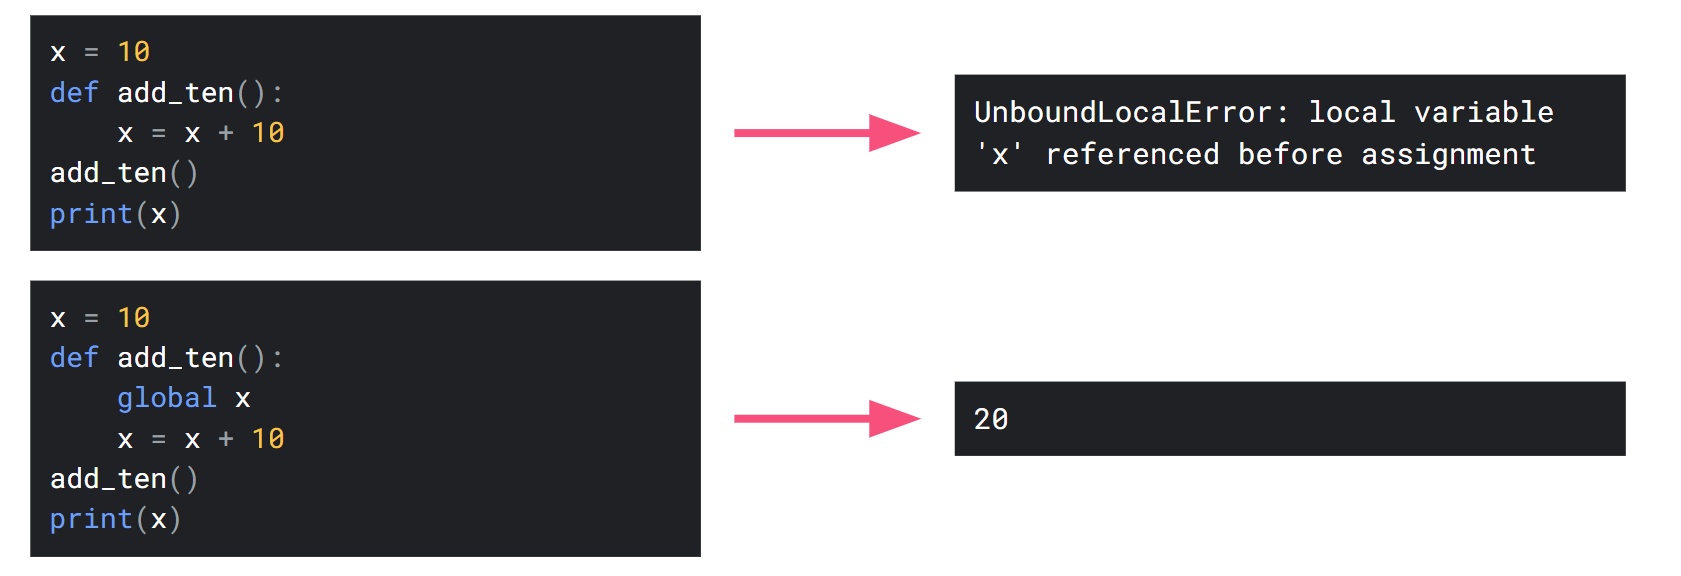 x = 10
def add_ten():
    x = x + 10
add_ten()
print(x)
UnboundLocalError: local variable
'x' referenced before assignment
x = 10
def add_ten():
    global x
    x = x + 10
add_ten()
print(x)
20